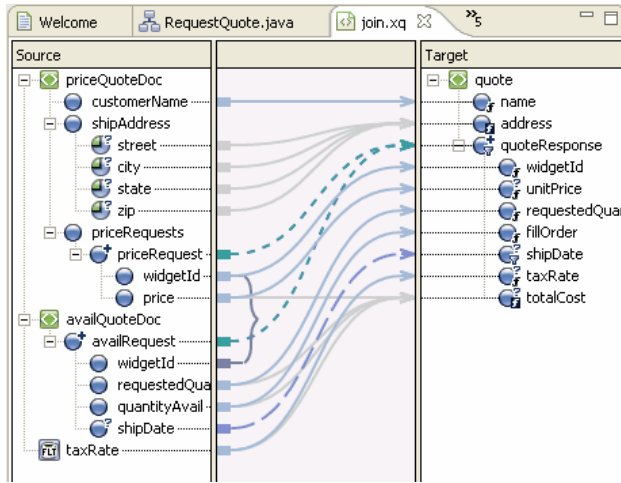 Welcome RequestQuote.java join.xq »5
Source Target
priceQuoteDoc
customerName
shipAddress
street
city
state
zip
priceRequests
priceRequest
widgetId
price
availQuoteDoc
availRequest
widgetId
requestedQua
quantityAvail
shipDate
FLT taxRate
quote
name
address
quoteResponse
widgetId
unitPrice
requestedQua
fillOrder
shipDate
taxRate
totalCost